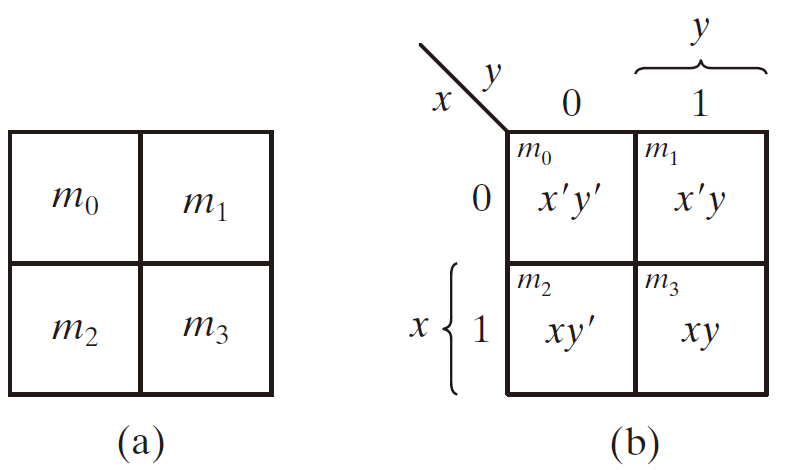 y
x y
0 1
m₀ m₁
m₀ m₁
0 x′y′ x′y
m₂ m₃
m₂ m₃
x 1 xy′ xy
(a) (b)